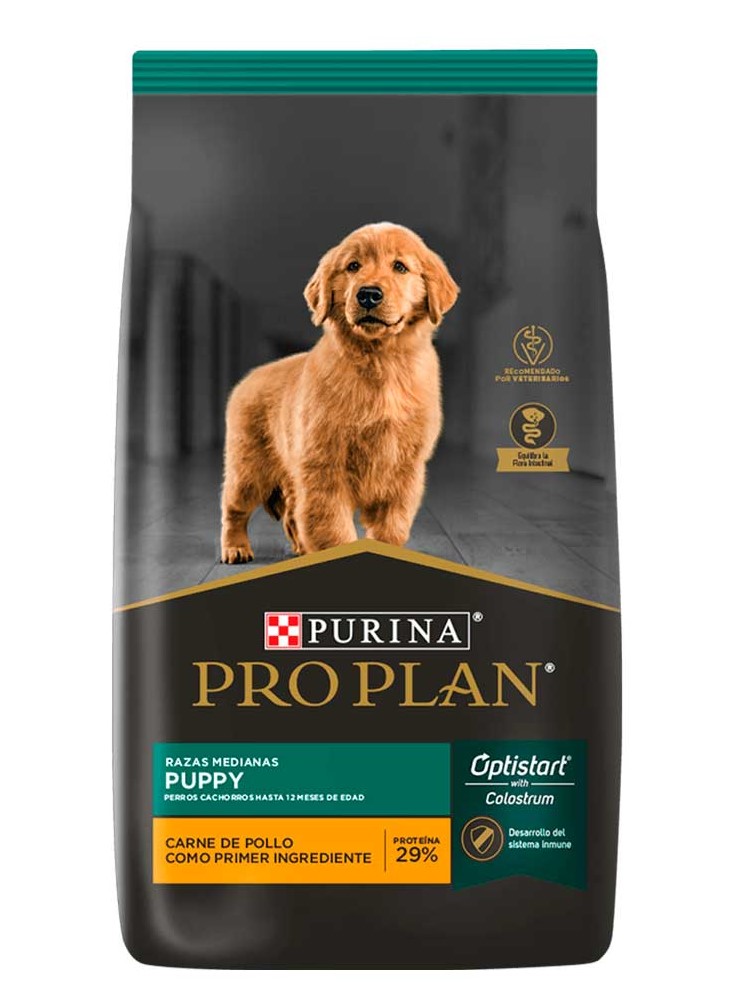 RECOMENDADO
POR VETERINARIOS
Equilibra la
Flora Intestinal
PURINA®
PRO PLAN®
RAZAS MEDIANAS
PUPPY
PERROS CACHORROS HASTA 12 MESES DE EDAD
CARNE DE POLLO
COMO PRIMER INGREDIENTE
PROTEÍNA
29%
Optistart®
with
Colostrum
Desarrollo del
sistema inmune